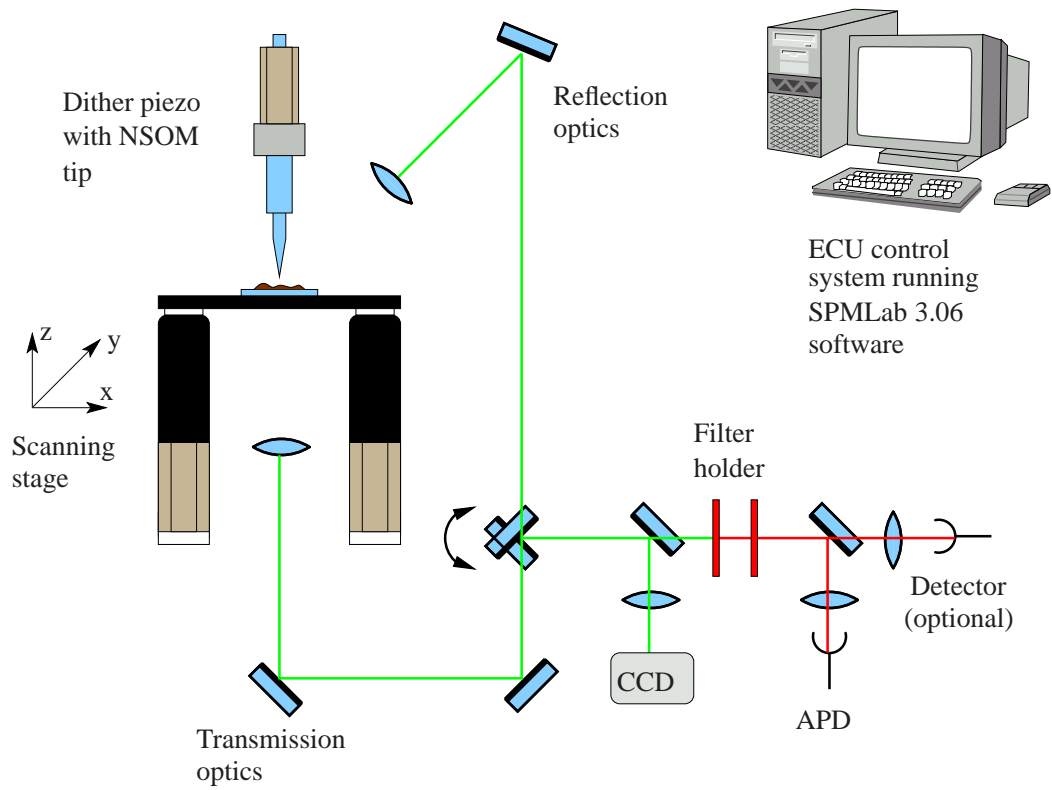 Dither piezo
with NSOM
tip
Reflection
optics
ECU control
system running
SPMLab 3.06
software
z
y
x
Scanning
stage
Filter
holder
Detector
(optional)
CCD
APD
Transmission
optics